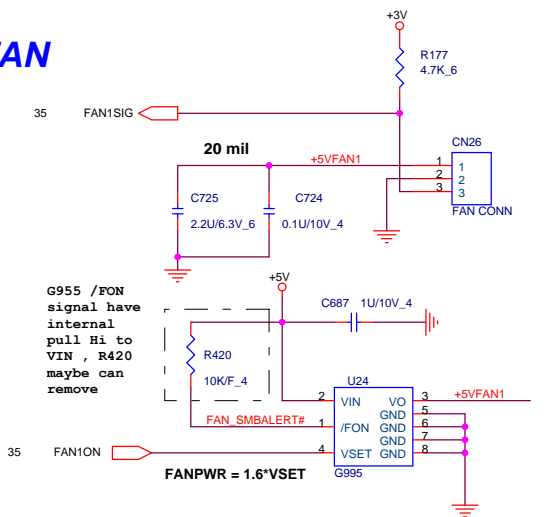 FAN
+3V
R177
4.7K_6
35
FAN1SIG
CN26
20 mil
+5VFAN1
1
2
3
1
2
3
FAN CONN
C725
2.2U/6.3V_6
C724
0.1U/10V_4
+5V
G955 /FON
signal have
internal
pull Hi to
VIN , R420
maybe can
remove
C687
1U/10V_4
R420
10K/F_4
U24
2
VIN
VO
3
+5VFAN1
GND
5
FAN_SMBALERT#
1
/FON
GND
6
GND
7
35
FAN1ON
4
VSET
GND
8
FANPWR = 1.6*VSET
G995